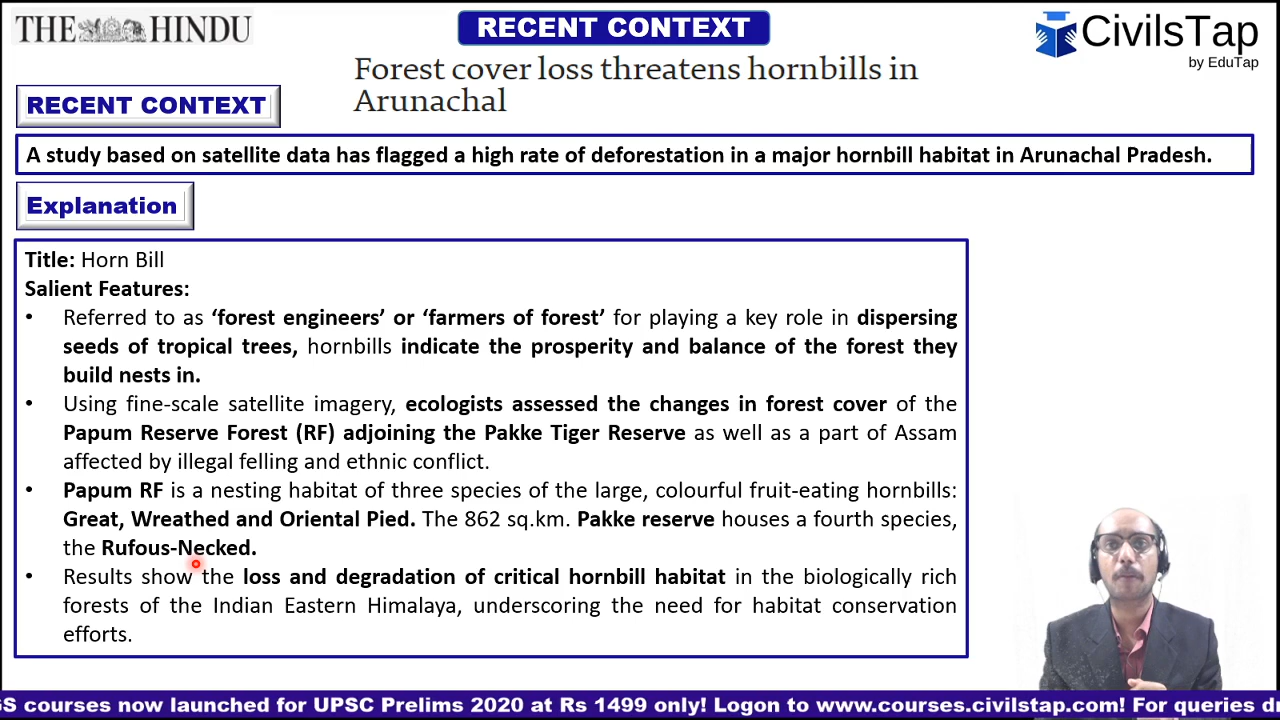 THE HINDU
RECENT CONTEXT
CivilsTap
by EduTap
Forest cover loss threatens hornbills in
Arunachal
RECENT CONTEXT
A study based on satellite data has flagged a high rate of deforestation in a major hornbill habitat in Arunachal Pradesh.
Explanation
Title: Horn Bill
Salient Features:
• Referred to as ‘forest engineers’ or ‘farmers of forest’ for playing a key role in dispersing
seeds of tropical trees, hornbills indicate the prosperity and balance of the forest they
build nests in.
• Using fine-scale satellite imagery, ecologists assessed the changes in forest cover of the
Papum Reserve Forest (RF) adjoining the Pakke Tiger Reserve as well as a part of Assam
affected by illegal felling and ethnic conflict.
• Papum RF is a nesting habitat of three species of the large, colourful fruit-eating hornbills:
Great, Wreathed and Oriental Pied. The 862 sq.km. Pakke reserve houses a fourth species,
the Rufous-Necked.
• Results show the loss and degradation of critical hornbill habitat in the biologically rich
forests of the Indian Eastern Himalaya, underscoring the need for habitat conservation
efforts.
GS courses now launched for UPSC Prelims 2020 at Rs 1499 only! Logon to www.courses.civilstap.com! For queries